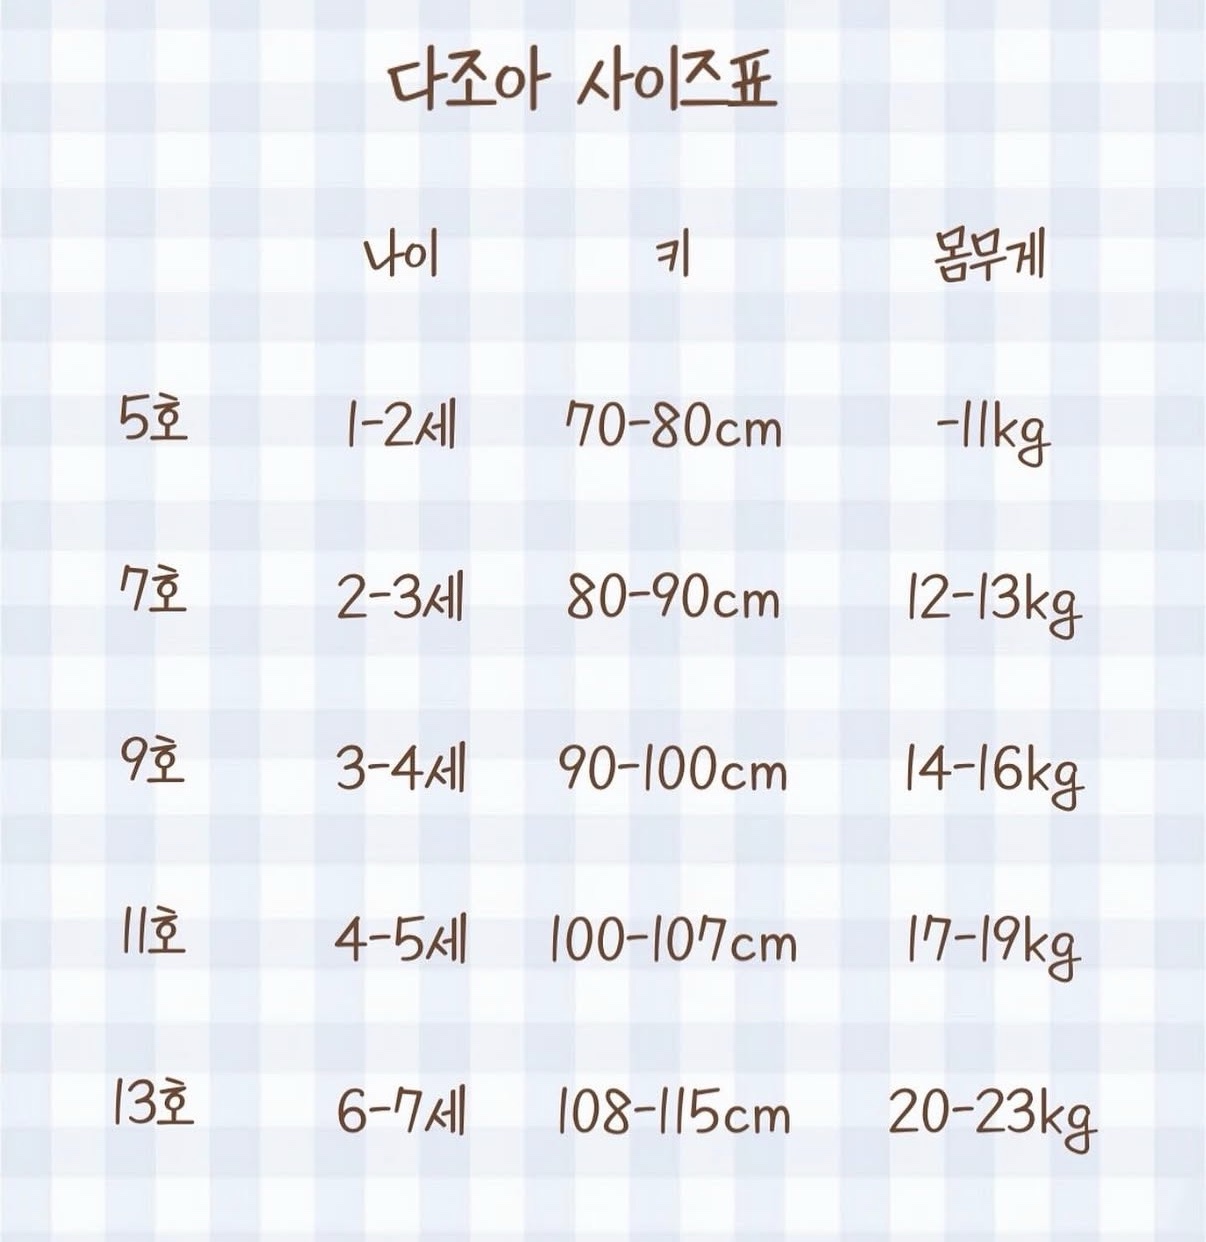 다조아 사이즈표
나이 키 몸무게
5호 1-2세 70-80cm -11kg
7호 2-3세 80-90cm 12-13kg
9호 3-4세 90-100cm 14-16kg
11호 4-5세 100-107cm 17-19kg
13호 6-7세 108-115cm 20-23kg